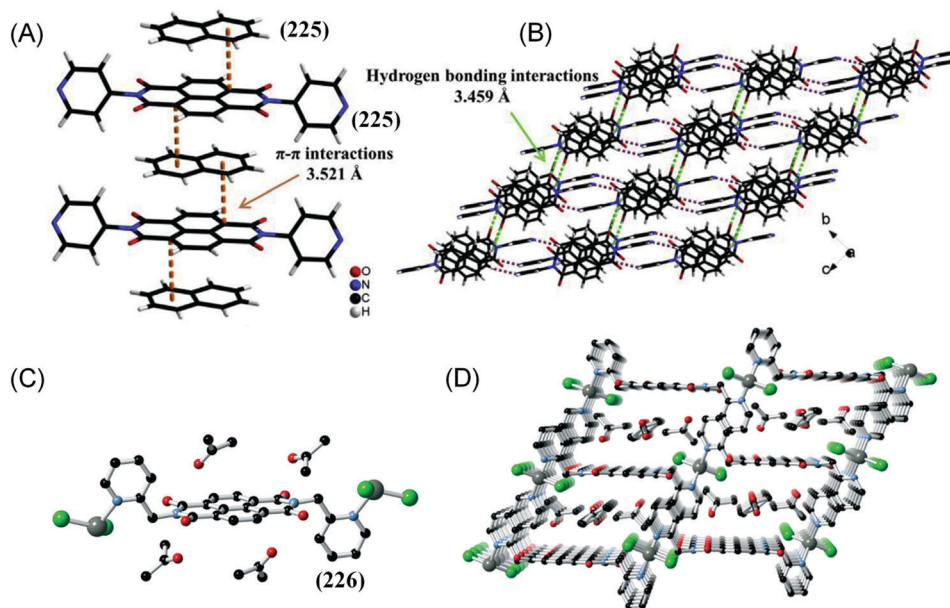 (A)
(225)
(225)
π-π interactions
3.521 Å
O
N
C
H
(B)
Hydrogen bonding interactions
3.459 Å
b
a
c
(C)
(226)
(D)